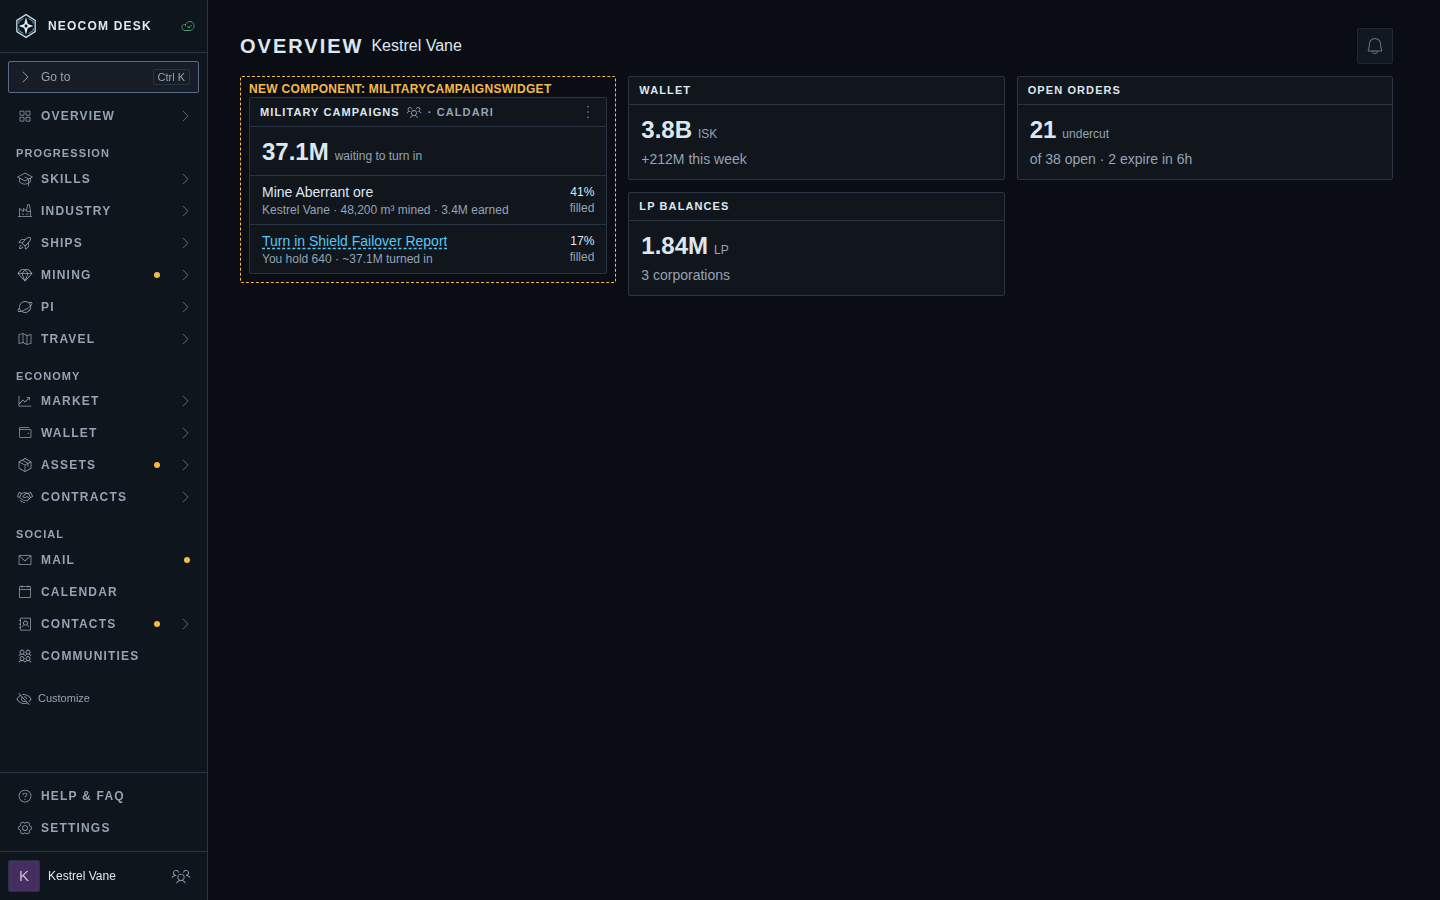 NEOCOM DESK
Go to
Ctrl K
OVERVIEW
PROGRESSION
SKILLS
INDUSTRY
SHIPS
MINING
PI
TRAVEL
ECONOMY
MARKET
WALLET
ASSETS
CONTRACTS
SOCIAL
MAIL
CALENDAR
CONTACTS
COMMUNITIES
Customize
HELP & FAQ
SETTINGS
K
Kestrel Vane
OVERVIEW Kestrel Vane
NEW COMPONENT: MILITARYCAMPAIGNSWIDGET
MILITARY CAMPAIGNS · CALDARI
37.1M waiting to turn in
Mine Aberrant ore
41%
Kestrel Vane · 48,200 m³ mined · 3.4M earned
filled
Turn in Shield Failover Report
17%
You hold 640 · ~37.1M turned in
filled
WALLET
3.8B ISK
+212M this week
LP BALANCES
1.84M LP
3 corporations
OPEN ORDERS
21 undercut
of 38 open · 2 expire in 6h